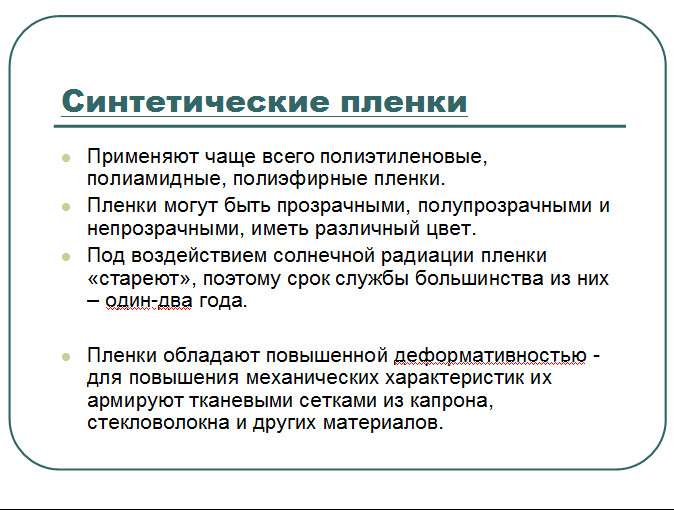 Синтетические пленки
Применяют чаще всего полиэтиленовые,
полиамидные, полиэфирные пленки.
Пленки могут быть прозрачными, полупрозрачными и
непрозрачными, иметь различный цвет.
Под воздействием солнечной радиации пленки
«стареют», поэтому срок службы большинства из них
– один-два года.
Пленки обладают повышенной деформативностью -
для повышения механических характеристик их
армируют тканевыми сетками из капрона,
стекловолокна и других материалов.